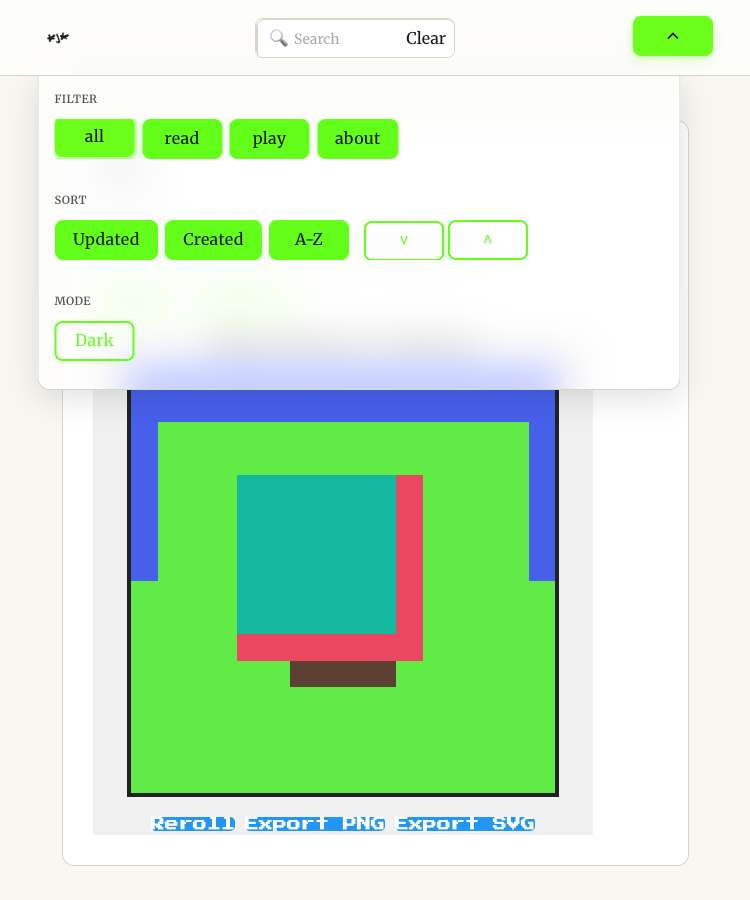 Search Clear
FILTER
all read play about
SORT
Updated Created A-Z
MODE
Dark
Reroll Export PNG Export SVG